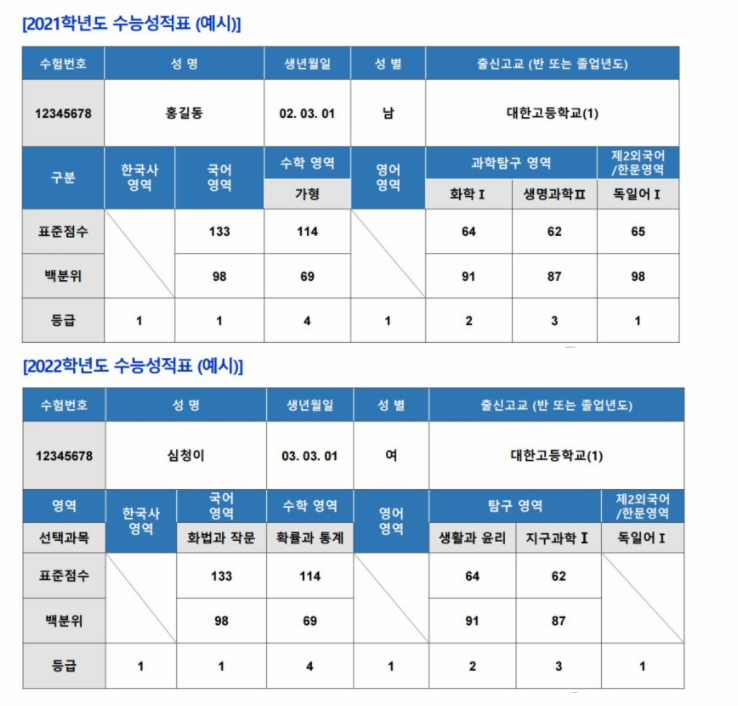 [2021학년도 수능성적표 (예시)]
수험번호 성 명 생년월일 성 별 출신고교 (반 또는 졸업년도)
12345678 홍길동 02. 03. 01 남 대한고등학교(1)
구분 한국사 영역 국어 영역 수학 영역 영어 영역 과학탐구 영역 제2외국어 /한문영역
가형 화학 I 생명과학II 독일어 I
표준점수 133 114 64 62 65
백분위 98 69 91 87 98
등급 1 1 4 1 2 3 1
[2022학년도 수능성적표 (예시)]
수험번호 성 명 생년월일 성 별 출신고교 (반 또는 졸업년도)
12345678 심청이 03. 03. 01 여 대한고등학교(1)
영역 한국사 영역 국어 영역 수학 영역 영어 영역 탐구 영역 제2외국어 /한문영역
선택과목 화법과 작문 확률과 통계 생활과 윤리 지구과학 I 독일어 I
표준점수 133 114 64 62
백분위 98 69 91 87
등급 1 1 4 1 2 3 1